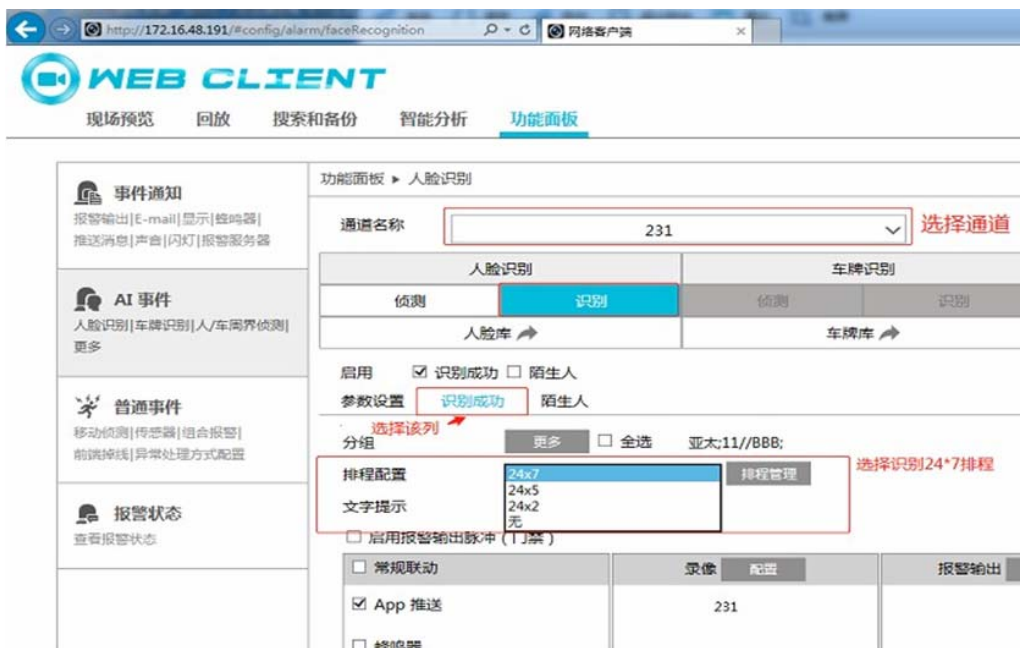 http://172.16.48.191/#config/alarm/faceRecognition 网络客户端
WEB CLIENT
现场预览 回放 搜索和备份 智能分析 功能面板
功能面板 ▶ 人脸识别
事件通知
报警输出|E-mail|显示|蜂鸣器|
推送消息|声音|闪灯|报警服务器
AI 事件
人脸识别|车牌识别|人/车周界侦测|
更多
普通事件
移动侦测|传感器|组合报警|
前端掉线|异常处理方式配置
报警状态
查看报警状态
通道名称 231 选择通道
人脸识别 车牌识别
侦测 识别 侦测 识别
人脸库 车牌库
启用 识别成功 陌生人
参数设置 识别成功 陌生人
选择该列
分组 更多 全选 亚太;11//BBB;
排程配置 24x7 排程管理 选择识别24*7排程
24x5
文字提示 24x2
无
启用报警输出脉冲 (门禁)
常规联动 录像 配置 报警输出
App 推送 231
蜂鸣器